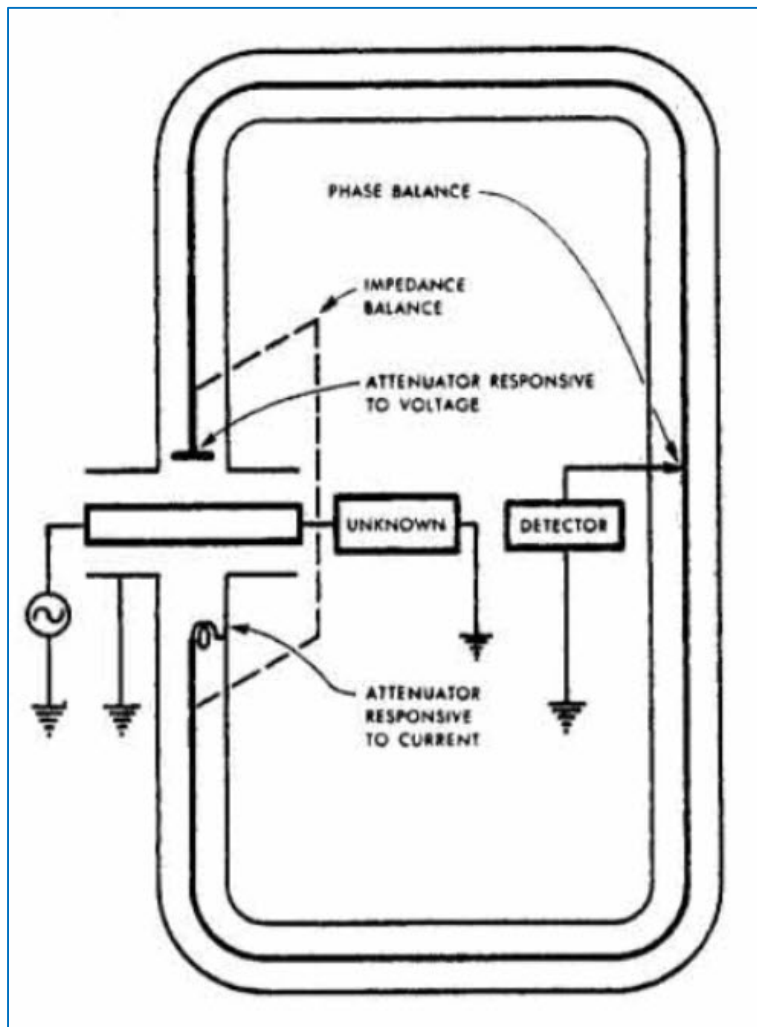 PHASE BALANCE
IMPEDANCE
BALANCE
ATTENUATOR RESPONSIVE
TO VOLTAGE
UNKNOWN
DETECTOR
ATTENUATOR
RESPONSIVE
TO CURRENT